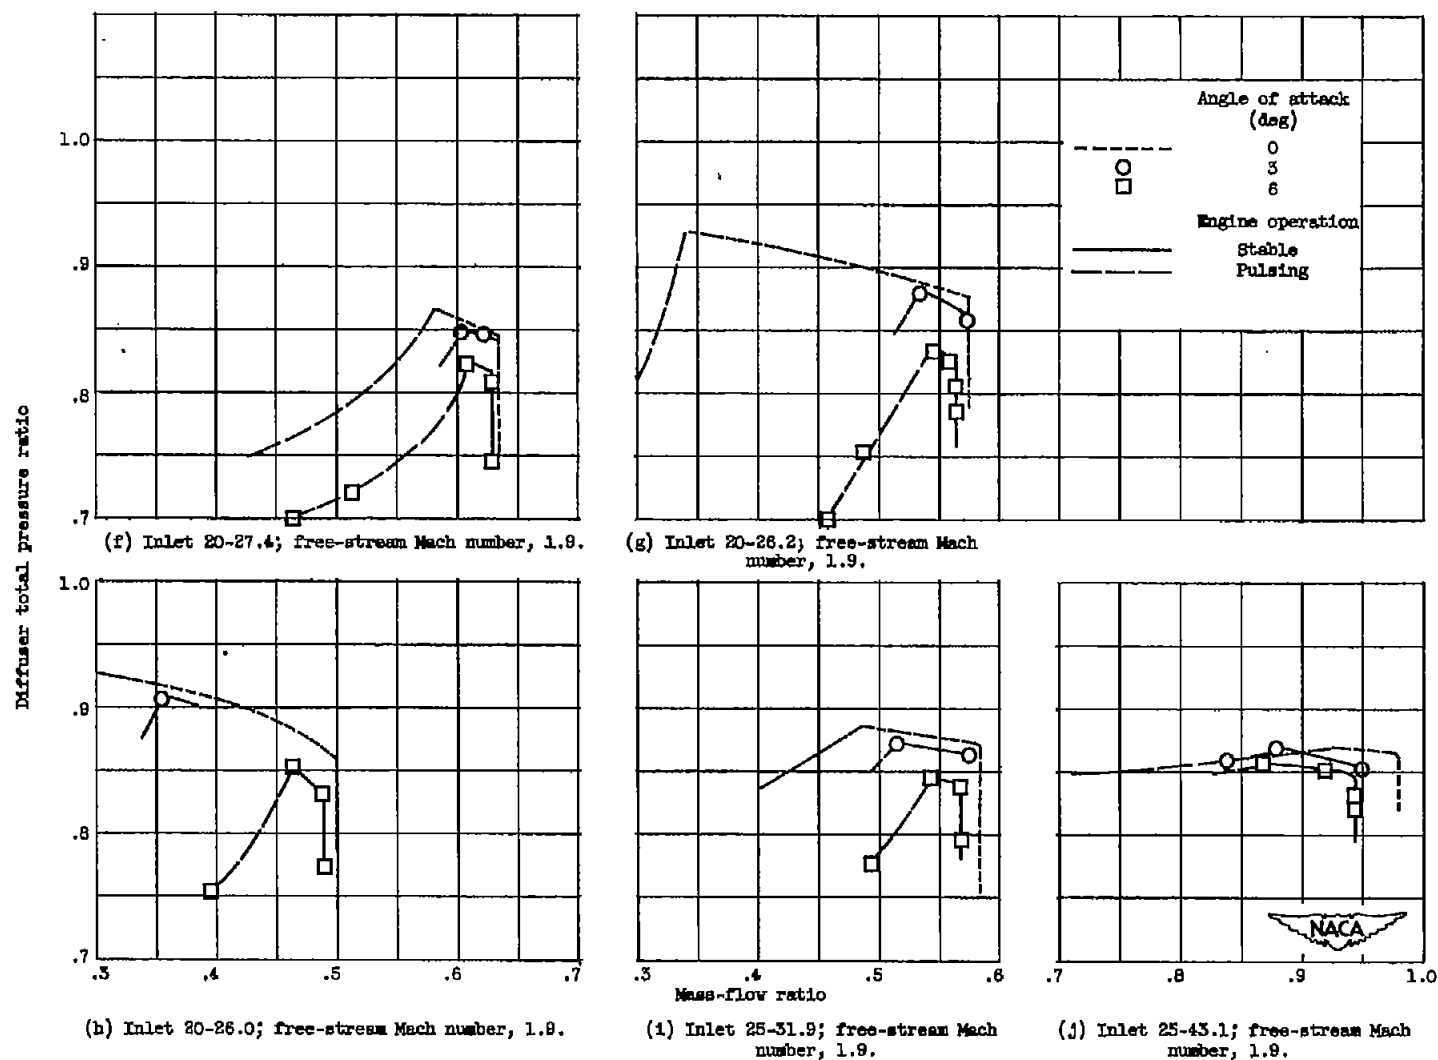 1.0
.9
.8
.7
Diffuser total pressure ratio
Angle of attack
(deg)
0
3
6
Engine operation
Stable
Pulsing
(f) Inlet 20-27.4; free-stream Mach number, 1.9.
(g) Inlet 20-26.2; free-stream Mach
number, 1.9.
1.0
.9
.8
.7
.3 .4 .5 .6 .7
.3 .5 .6
.7 .8 .9 1.0
NACA
Mass-flow ratio
(h) Inlet 20-26.0; free-stream Mach number, 1.8.
(i) Inlet 25-31.9; free-stream Mach
number, 1.9.
(j) Inlet 25-43.1; free-stream Mach
number, 1.9.